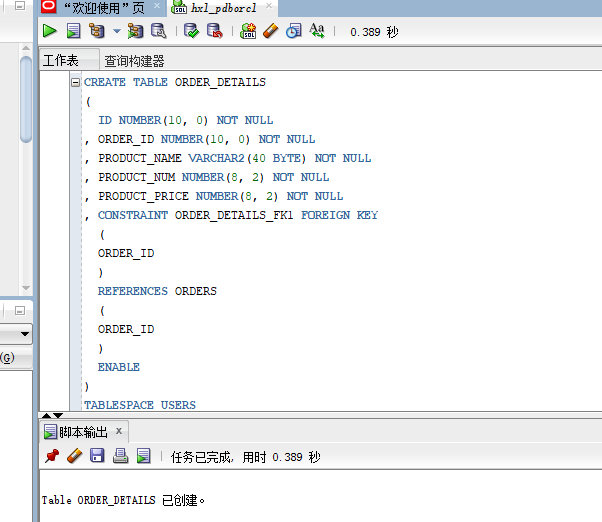 “欢迎使用”页
hxl_pdborcl
SQL
SQL
Aa
0.389 秒
工作表
查询构建器
CREATE TABLE ORDER_DETAILS
(
ID NUMBER(10, 0) NOT NULL
, ORDER_ID NUMBER(10, 0) NOT NULL
, PRODUCT_NAME VARCHAR2(40 BYTE) NOT NULL
, PRODUCT_NUM NUMBER(8, 2) NOT NULL
, PRODUCT_PRICE NUMBER(8, 2) NOT NULL
, CONSTRAINT ORDER_DETAILS_FK1 FOREIGN KEY
(
ORDER_ID
)
REFERENCES ORDERS
(
ORDER_ID
)
ENABLE
)
TABLESPACE USERS
(G)
脚本输出 x
任务已完成, 用时 0.389 秒
Table ORDER_DETAILS 已创建。